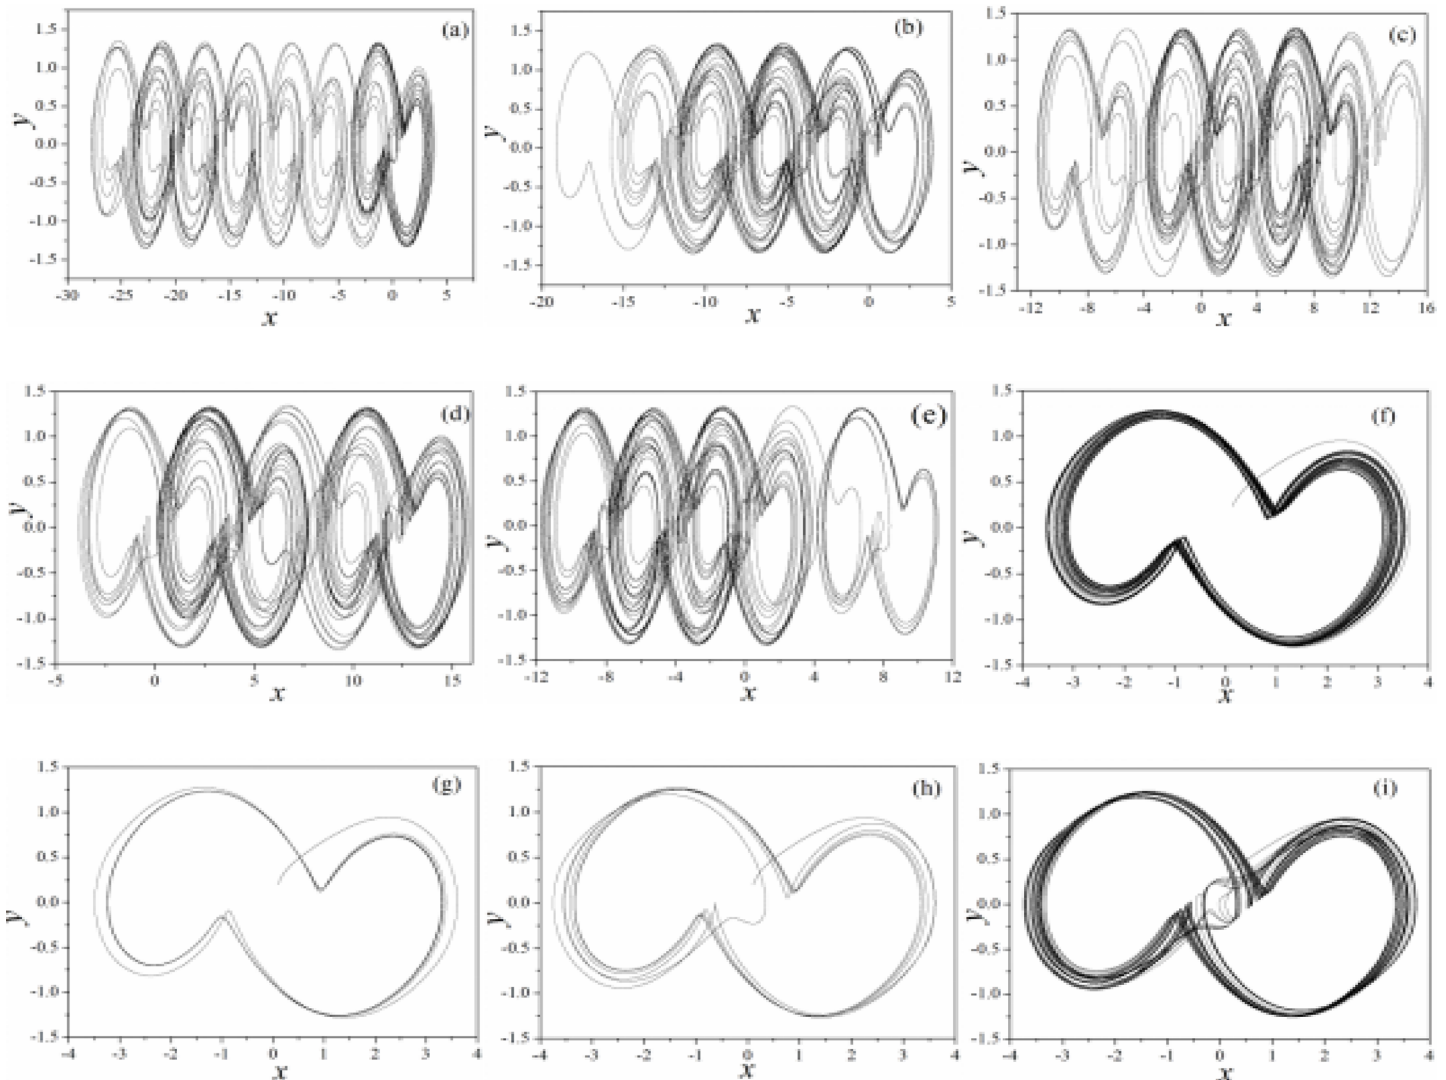 (a)
1.5
1.0
0.5
0.0
-0.5
-1.0
-1.5
y
-30 -25 -20 -15 -10 -5 0 5
x
(b)
1.5
1.0
0.5
0.0
-0.5
-1.0
-1.5
y
-20 -15 -10 -5 0 5
x
(c)
1.5
1.0
0.5
0.0
-0.5
-1.0
-1.5
y
-12 -8 -4 0 4 8 12 16
x
(d)
1.5
1.0
0.5
0.0
-0.5
-1.0
-1.5
y
-5 0 5 10 15
x
(e)
1.5
1.0
0.5
0.0
-0.5
-1.0
-1.5
y
-12 -8 -4 0 4 8 12
x
(f)
1.5
1.0
0.5
0.0
-0.5
-1.0
-1.5
y
-4 -3 -2 -1 0 1 2 3 4
x
(g)
1.5
1.0
0.5
0.0
-0.5
-1.0
-1.5
y
-4 -3 -2 -1 0 1 2 3 4
x
(h)
1.5
1.0
0.5
0.0
-0.5
-1.0
-1.5
y
-4 -3 -2 -1 0 1 2 3 4
x
(i)
1.5
1.0
0.5
0.0
-0.5
-1.0
-1.5
y
-4 -3 -2 -1 0 1 2 3 4
x